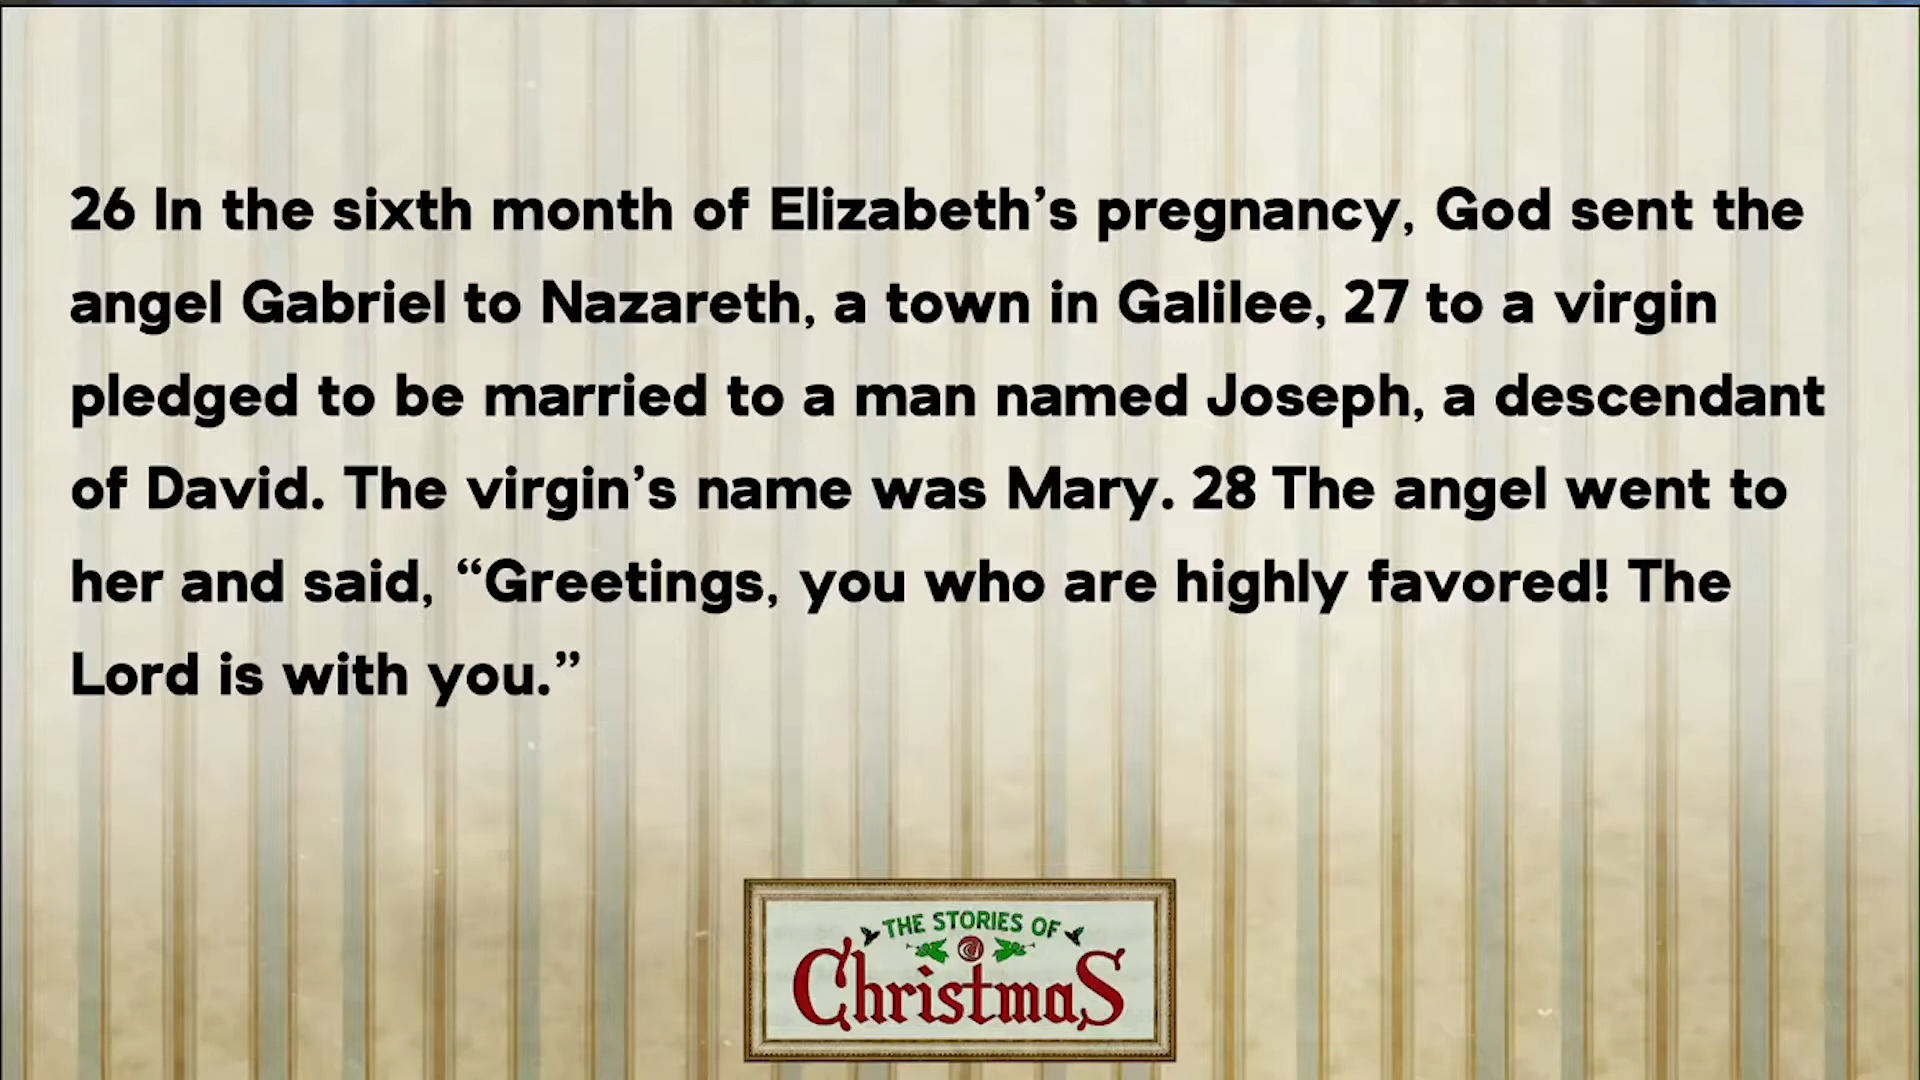 26 In the sixth month of Elizabeth’s pregnancy, God sent the
angel Gabriel to Nazareth, a town in Galilee, 27 to a virgin
pledged to be married to a man named Joseph, a descendant
of David. The virgin’s name was Mary. 28 The angel went to
her and said, “Greetings, you who are highly favored! The
Lord is with you.”
THE STORIES OF
Christmas